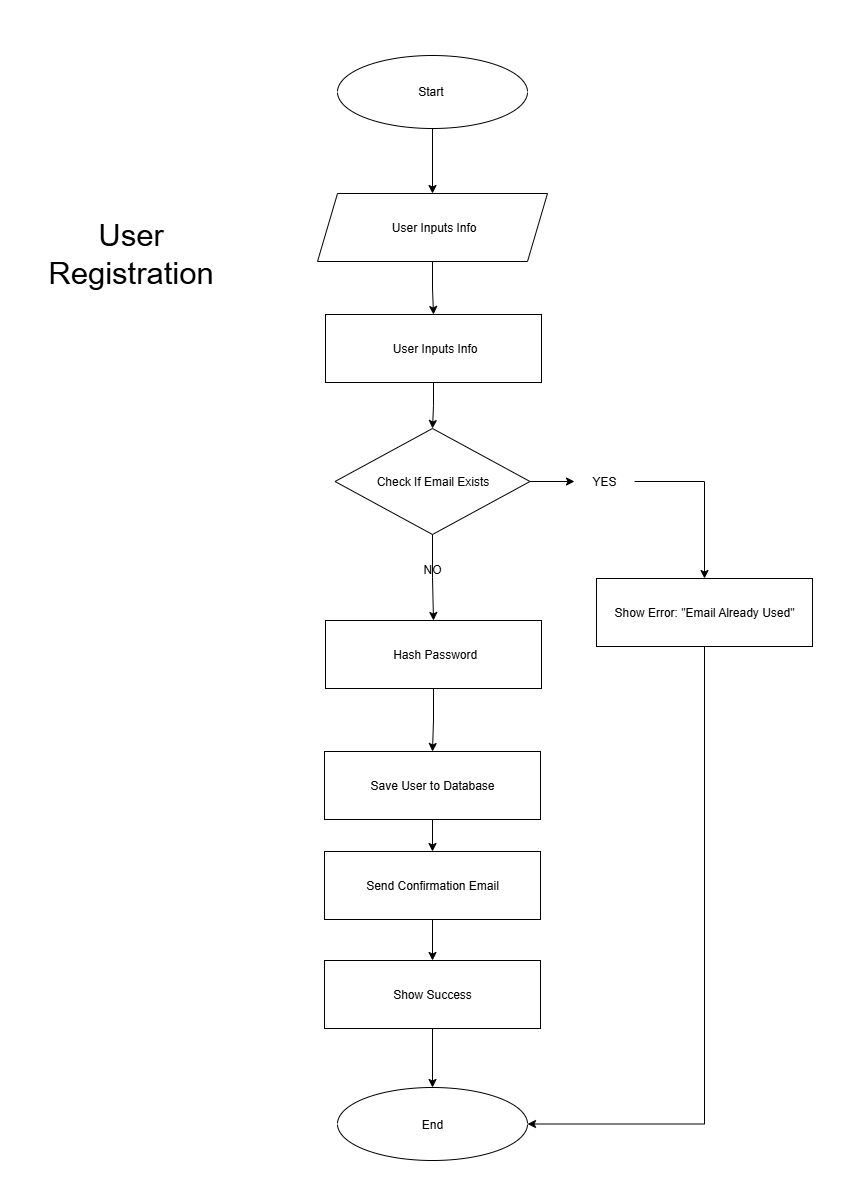 Start
User
Registration
User Inputs Info
User Inputs Info
Check If Email Exists
YES
NO
Show Error: "Email Already Used"
Hash Password
Save User to Database
Send Confirmation Email
Show Success
End